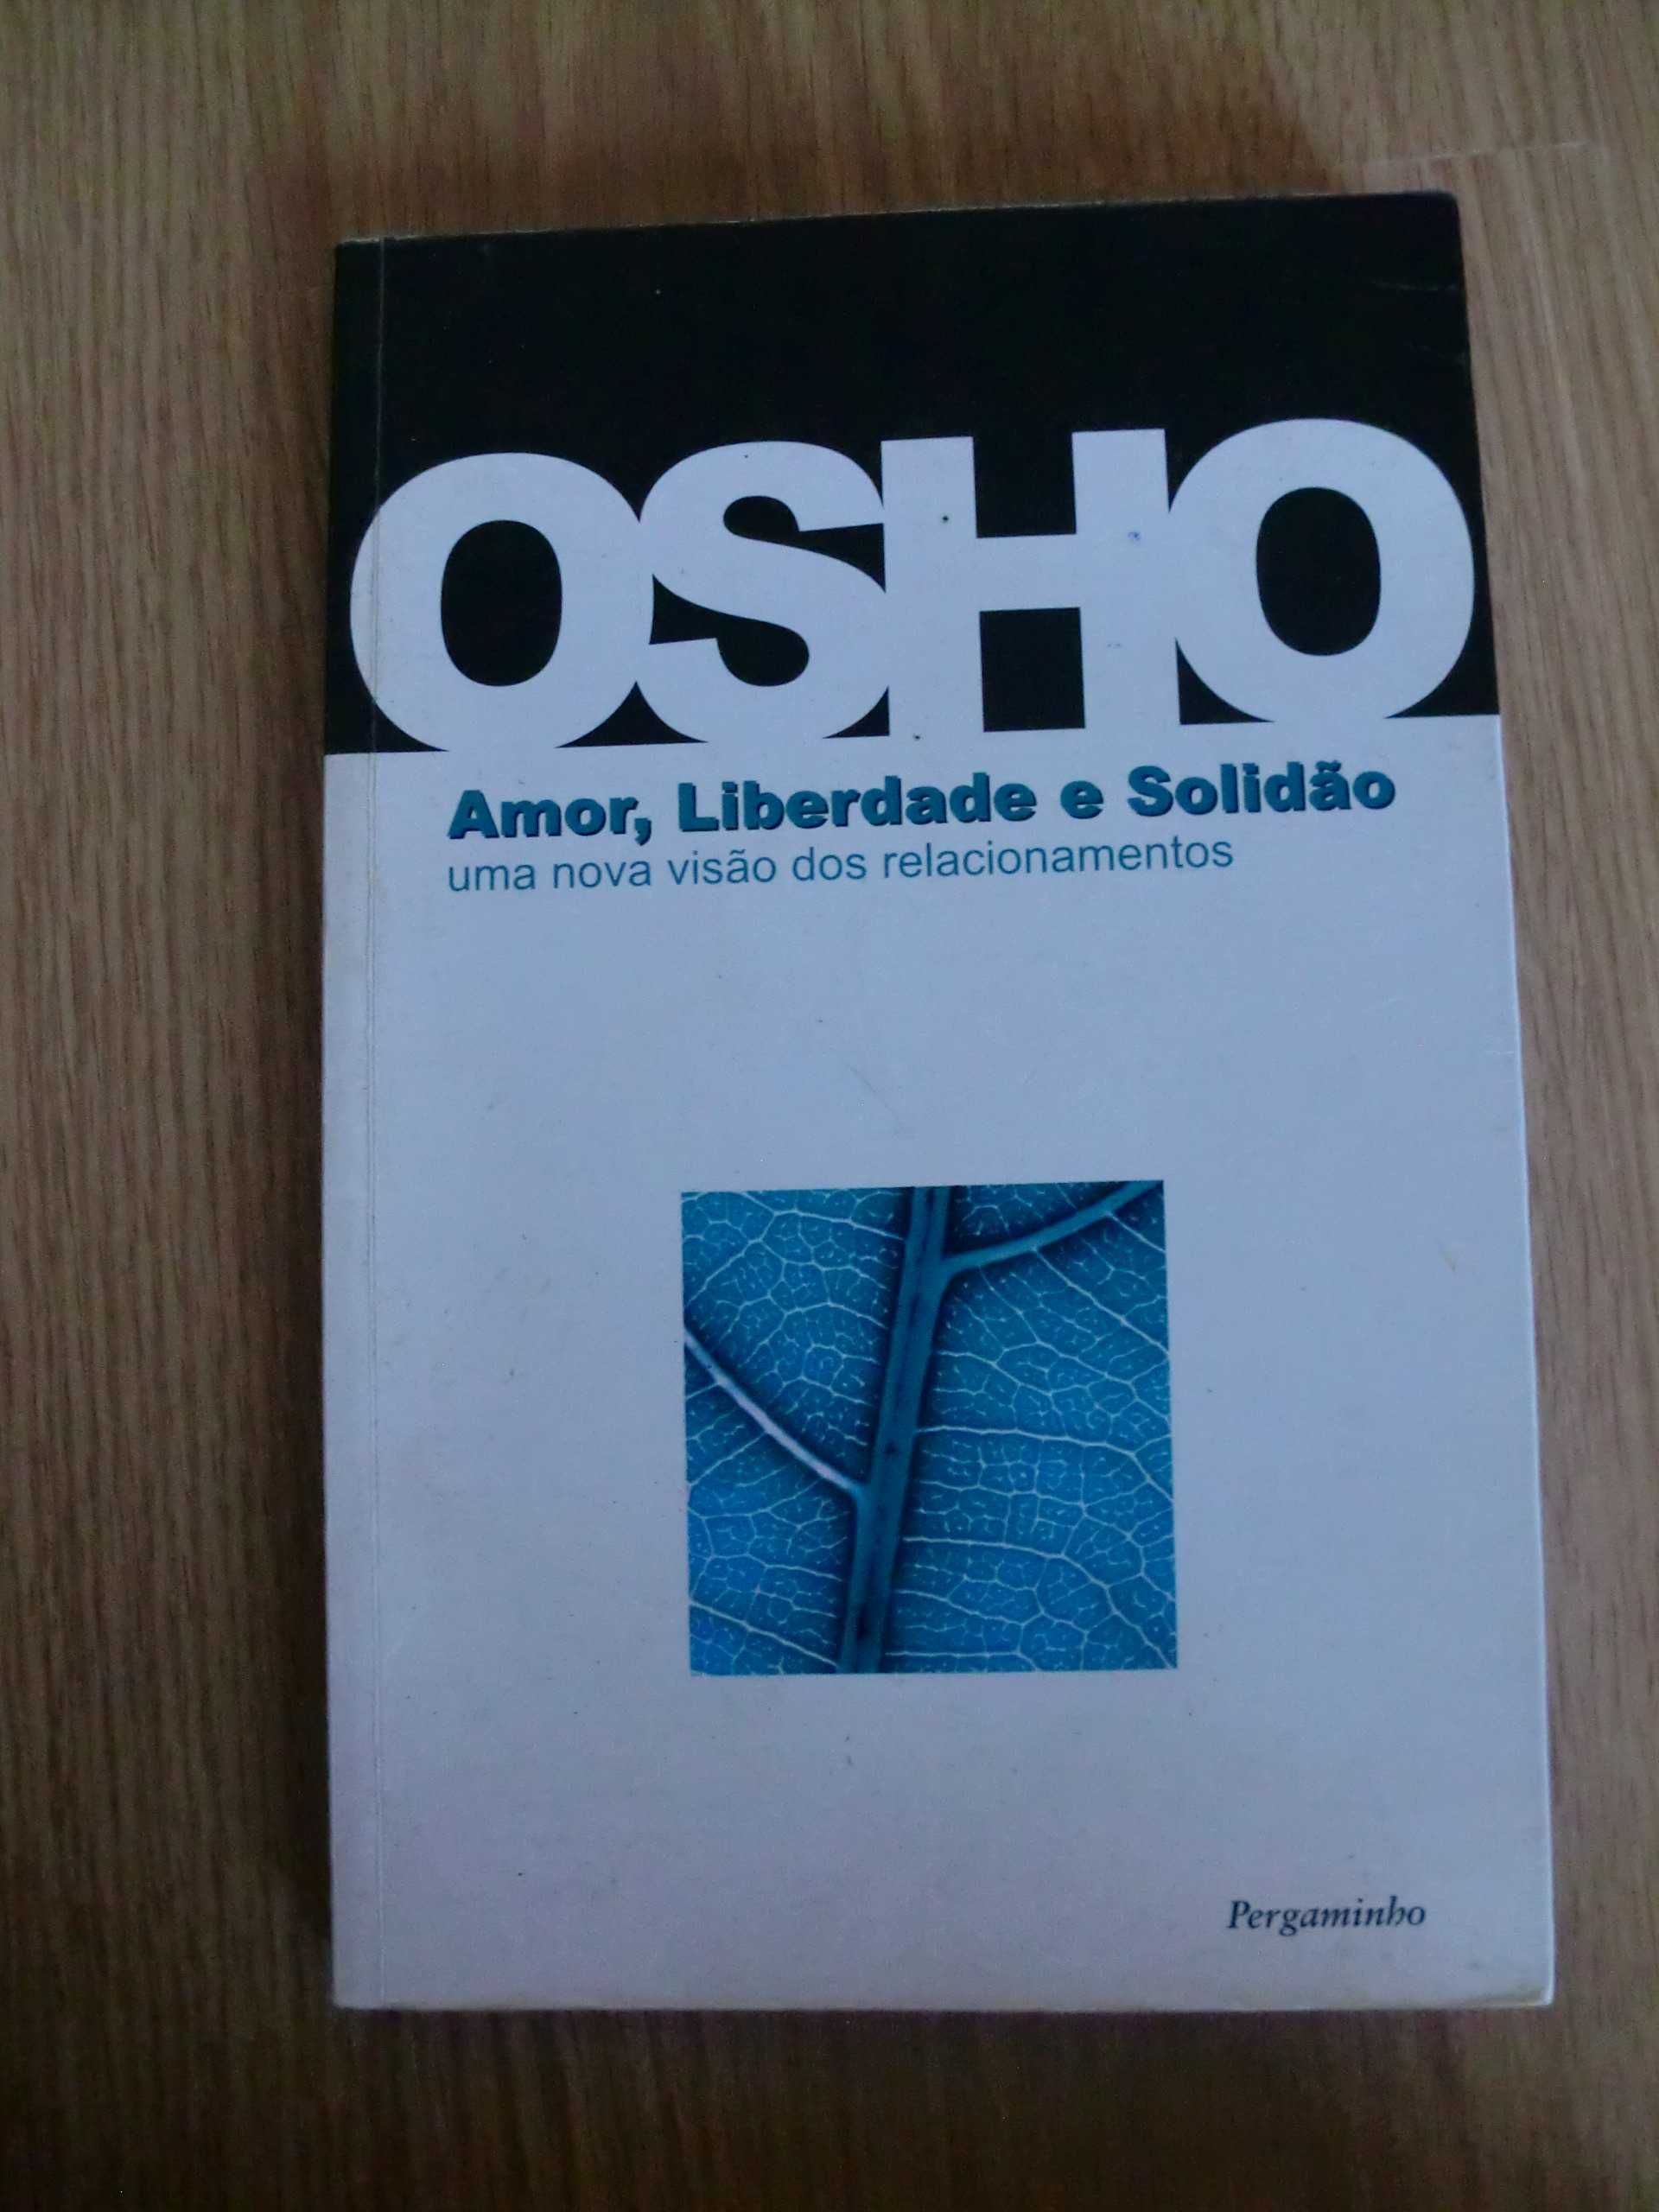 OSHO
Amor, Liberdade e Solidão
uma nova visão dos relacionamentos
Pergaminho